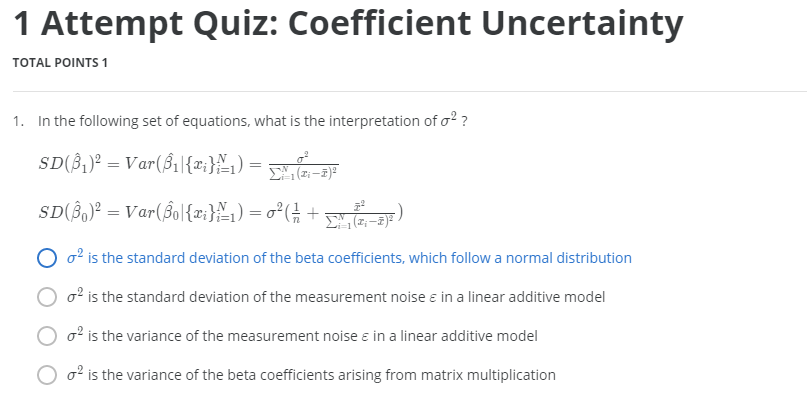 1 Attempt Quiz: Coefficient Uncertainty
TOTAL POINTS 1
1. In the following set of equations, what is the interpretation of σ² ?
SD(β̂₁)² = Var(β̂₁|{xᵢ}ᴺᵢ₌₁) = σ² / ∑ᴺᵢ₌₁(xᵢ−x̄)²
SD(β̂₀)² = Var(β̂₀|{xᵢ}ᴺᵢ₌₁) = σ²(1/n + x̄² / ∑ᴺᵢ₌₁(xᵢ−x̄)²)
σ² is the standard deviation of the beta coefficients, which follow a normal distribution
σ² is the standard deviation of the measurement noise ε in a linear additive model
σ² is the variance of the measurement noise ε in a linear additive model
σ² is the variance of the beta coefficients arising from matrix multiplication